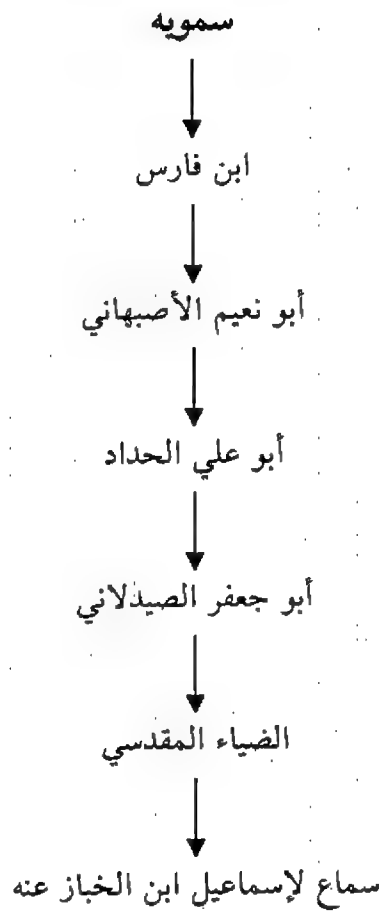 سمويه
ابن فارس
أبو نعيم الأصبهاني
أبو علي الحداد
أبو جعفر الصيدلاني
الضياء المقدسي
سماع لإسماعيل ابن الخباز عنه